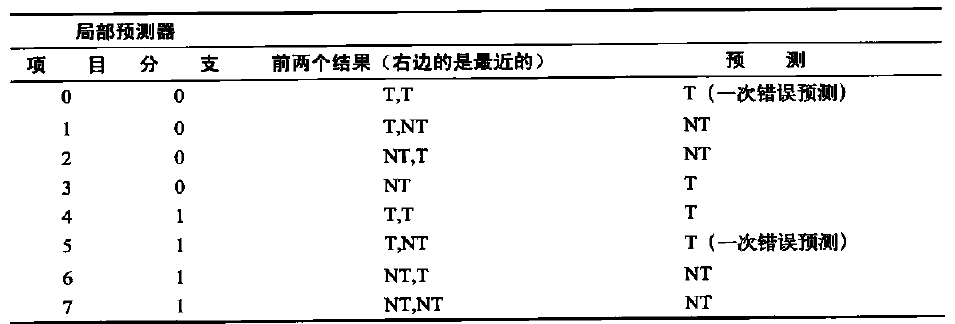 局部预测器
项 目 分 支 前两个结果（右边的是最近的） 预 测
0 0 T,T T（一次错误预测）
1 0 T,NT NT
2 0 NT,T NT
3 0 NT T
4 1 T,T T
5 1 T,NT T（一次错误预测）
6 1 NT,T NT
7 1 NT,NT NT